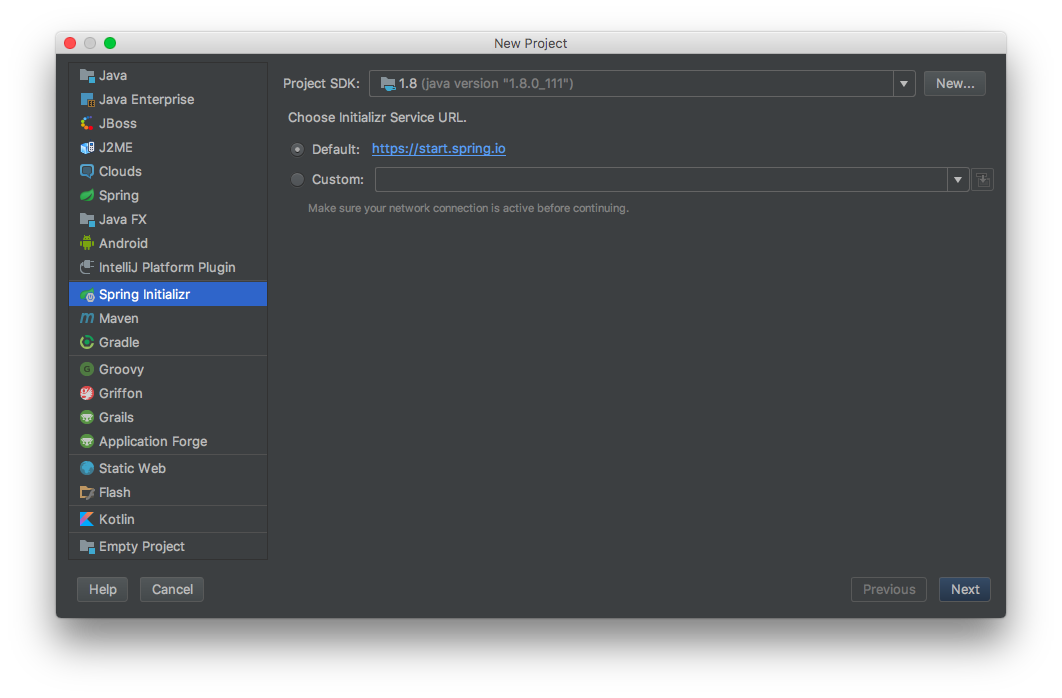 New Project
Java
Java Enterprise
JBoss
J2ME
Clouds
Spring
Java FX
Android
IntelliJ Platform Plugin
Spring Initializr
Maven
Gradle
Groovy
Griffon
Grails
Application Forge
Static Web
Flash
Kotlin
Empty Project
Project SDK: 1.8 (java version "1.8.0_111") New...
Choose Initializr Service URL.
Default: https://start.spring.io
Custom:
Make sure your network connection is active before continuing.
Help Cancel Previous Next